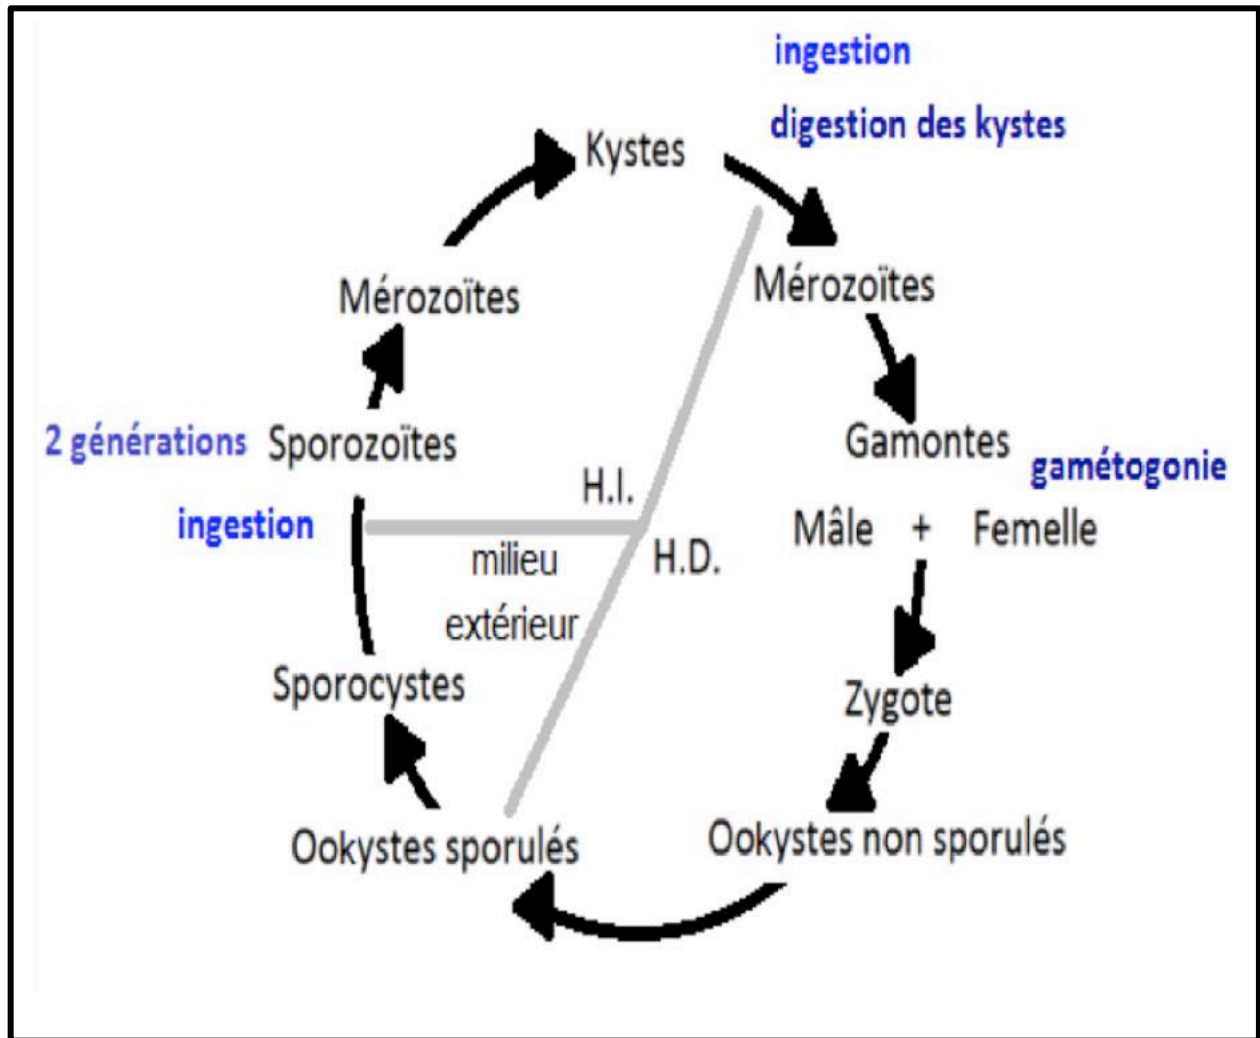 ingestion
digestion des kystes
Kystes
Mérozoïtes
Mérozoïtes
2 générations Sporozoïtes
Gamontes
gamétogonie
ingestion
H.I.
Mâle + Femelle
milieu
H.D.
extérieur
Sporocystes
Zygote
Ookystes sporulés
Ookystes non sporulés